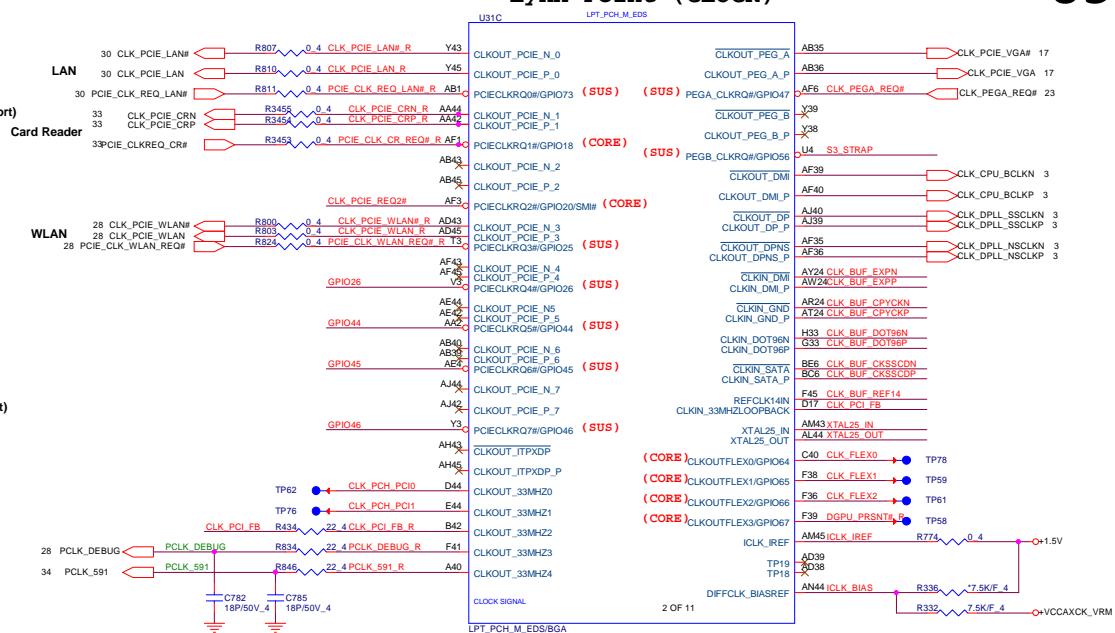 U31C LPT_PCH_M_EDS
30 CLK_PCIE_LAN# R807 0_4 CLK_PCIE_LAN#_R Y43 CLKOUT_PCIE_N_0 CLKOUT_PEG_A AB35 CLK_PCIE_VGA# 17
LAN 30 CLK_PCIE_LAN R810 0_4 CLK_PCIE_LAN_R Y45 CLKOUT_PCIE_P_0 CLKOUT_PEG_A_P AB36 CLK_PCIE_VGA 17
30 PCIE_CLK_REQ_LAN# R811 0_4 PCIE_CLK_REQ_LAN#_R AB1 PCIECLKRQ0#/GPIO73 (SUS) (SUS) PEGA_CLKRQ#/GPIO47 AF6 CLK_PEGA_REQ# CLK_PEGA_REQ# 23
33 CLK_PCIE_CRN R3455 0_4 CLK_PCIE_CRN_R AA44 CLKOUT_PCIE_N_1 CLKOUT_PEG_B Y39
33 CLK_PCIE_CRP R3454 0_4 CLK_PCIE_CRP_R AA42 CLKOUT_PCIE_P_1
Card Reader CLKOUT_PEG_B_P Y38
33 PCIE_CLKREQ_CR# R3453 0_4 PCIE_CLK_CR_REQ#_R AF1 PCIECLKRQ1#/GPIO18 (CORE)
(SUS) PEGB_CLKRQ#/GPIO56 U4 S3_STRAP
AB43 CLKOUT_PCIE_N_2 CLKOUT_DMI AF39 CLK_CPU_BCLKN 3
AB45 CLKOUT_PCIE_P_2 CLKOUT_DMI_P AF40 CLK_CPU_BCLKP 3
CLK_PCIE_REQ2# AF3 PCIECLKRQ2#/GPIO20/SMI# (CORE)
CLKOUT_DP AJ40 CLK_DPLL_SSCLKN 3
28 CLK_PCIE_WLAN# R800 0_4 CLK_PCIE_WLAN#_R AD43 CLKOUT_PCIE_N_3 CLKOUT_DP_P AJ39 CLK_DPLL_SSCLKP 3
WLAN 28 CLK_PCIE_WLAN R803 0_4 CLK_PCIE_WLAN_R AD45 CLKOUT_PCIE_P_3
28 PCIE_CLK_WLAN_REQ# R824 0_4 PCIE_CLK_WLAN_REQ#_R T3 PCIECLKRQ3#/GPIO25 (SUS) CLKOUT_DPNS AF35 CLK_DPLL_NSCLKN 3
CLKOUT_DPNS_P AF36 CLK_DPLL_NSCLKP 3
AF43 CLKOUT_PCIE_N_4
AF45 CLKOUT_PCIE_P_4 CLKIN_DMI AY24 CLK_BUF_EXPN
GPIO26 V3 PCIECLKRQ4#/GPIO26 (SUS) CLKIN_DMI_P AW24 CLK_BUF_EXPP
AE44 CLKOUT_PCIE_N5 CLKIN_GND AR24 CLK_BUF_CPYCKN
AE42 CLKOUT_PCIE_P_5 CLKIN_GND_P AT24 CLK_BUF_CPYCKP
GPIO44 AA2 PCIECLKRQ5#/GPIO44 (SUS)
CLKIN_DOT96N H33 CLK_BUF_DOT96N
AB40 CLKOUT_PCIE_N_6 CLKIN_DOT96P G33 CLK_BUF_DOT96P
AB39 CLKOUT_PCIE_P_6
GPIO45 AE4 PCIECLKRQ6#/GPIO45 (SUS) CLKIN_SATA BE6 CLK_BUF_CKSSCDN
CLKIN_SATA_P BC6 CLK_BUF_CKSSCDP
AJ44 CLKOUT_PCIE_N_7 REFCLK14IN F45 CLK_BUF_REF14
AJ42 CLKOUT_PCIE_P_7 CLKIN_33MHZLOOPBACK D17 CLK_PCI_FB
GPIO46 Y3 PCIECLKRQ7#/GPIO46 (SUS) XTAL25_IN AM43 XTAL25_IN
XTAL25_OUT AL44 XTAL25_OUT
AH43 CLKOUT_ITPXDP
(CORE) CLKOUTFLEX0/GPIO64 C40 CLK_FLEX0 TP78
AH45 CLKOUT_ITPXDP_P
(CORE) CLKOUTFLEX1/GPIO65 F38 CLK_FLEX1 TP59
TP62 CLK_PCH_PCI0 D44 CLKOUT_33MHZ0
(CORE) CLKOUTFLEX2/GPIO66 F36 CLK_FLEX2 TP61
TP76 CLK_PCH_PCI1 E44 CLKOUT_33MHZ1
(CORE) CLKOUTFLEX3/GPIO67 F39 DGPU_PRSNT#_R TP58
CLK_PCI_FB R434 22_4 CLK_PCI_FB_R B42 CLKOUT_33MHZ2
ICLK_IREF AM45 ICLK_IREF R774 0_4 +1.5V
28 PCLK_DEBUG PCLK_DEBUG R834 22_4 PCLK_DEBUG_R F41 CLKOUT_33MHZ3
TP19 AD39
34 PCLK_591 PCLK_591 R846 22_4 PCLK_591_R A40 CLKOUT_33MHZ4 TP18 AD38
DIFFCLK_BIASREF AN44 ICLK_BIAS R336 *7.5K/F_4
C782 C785 CLOCK SIGNAL
18P/50V_4 18P/50V_4 2 OF 11 R332 7.5K/F_4 +VCCAXCK_VRM
LPT_PCH_M_EDS/BGA